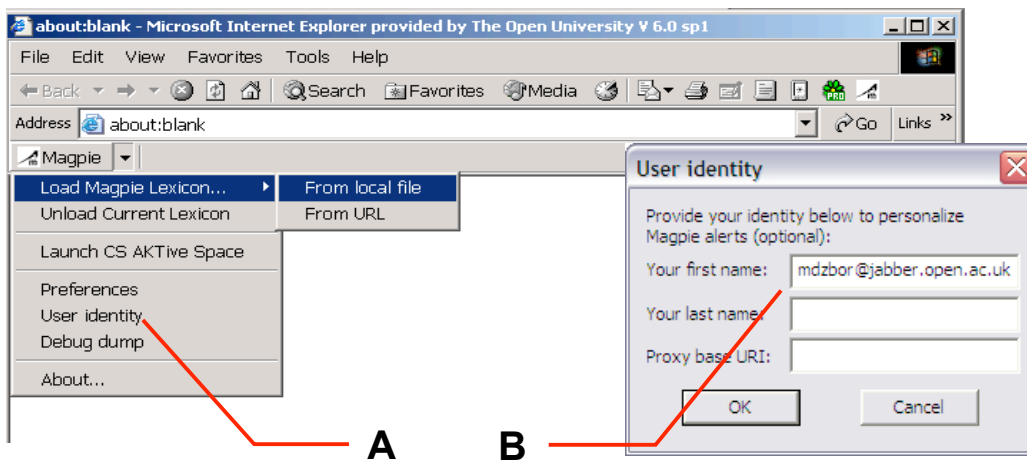 about:blank - Microsoft Internet Explorer provided by The Open University V 6.0 sp1
File Edit View Favorites Tools Help
Back Search Favorites Media PRO
Address about:blank Go Links »
Magpie
Load Magpie Lexicon...
From local file
From URL
Unload Current Lexicon
Launch CS AKTive Space
Preferences
User identity
Debug dump
About...
User identity
Provide your identity below to personalize
Magpie alerts (optional):
Your first name: mdzbor@jabber.open.ac.uk
Your last name:
Proxy base URI:
OK Cancel
A B